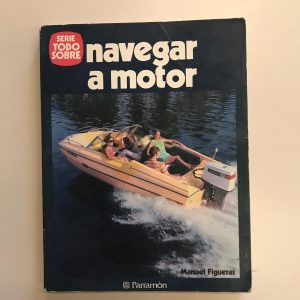 SERIE
TODO
SOBRE
navegar
a motor
Manuel Figueras
Parramón